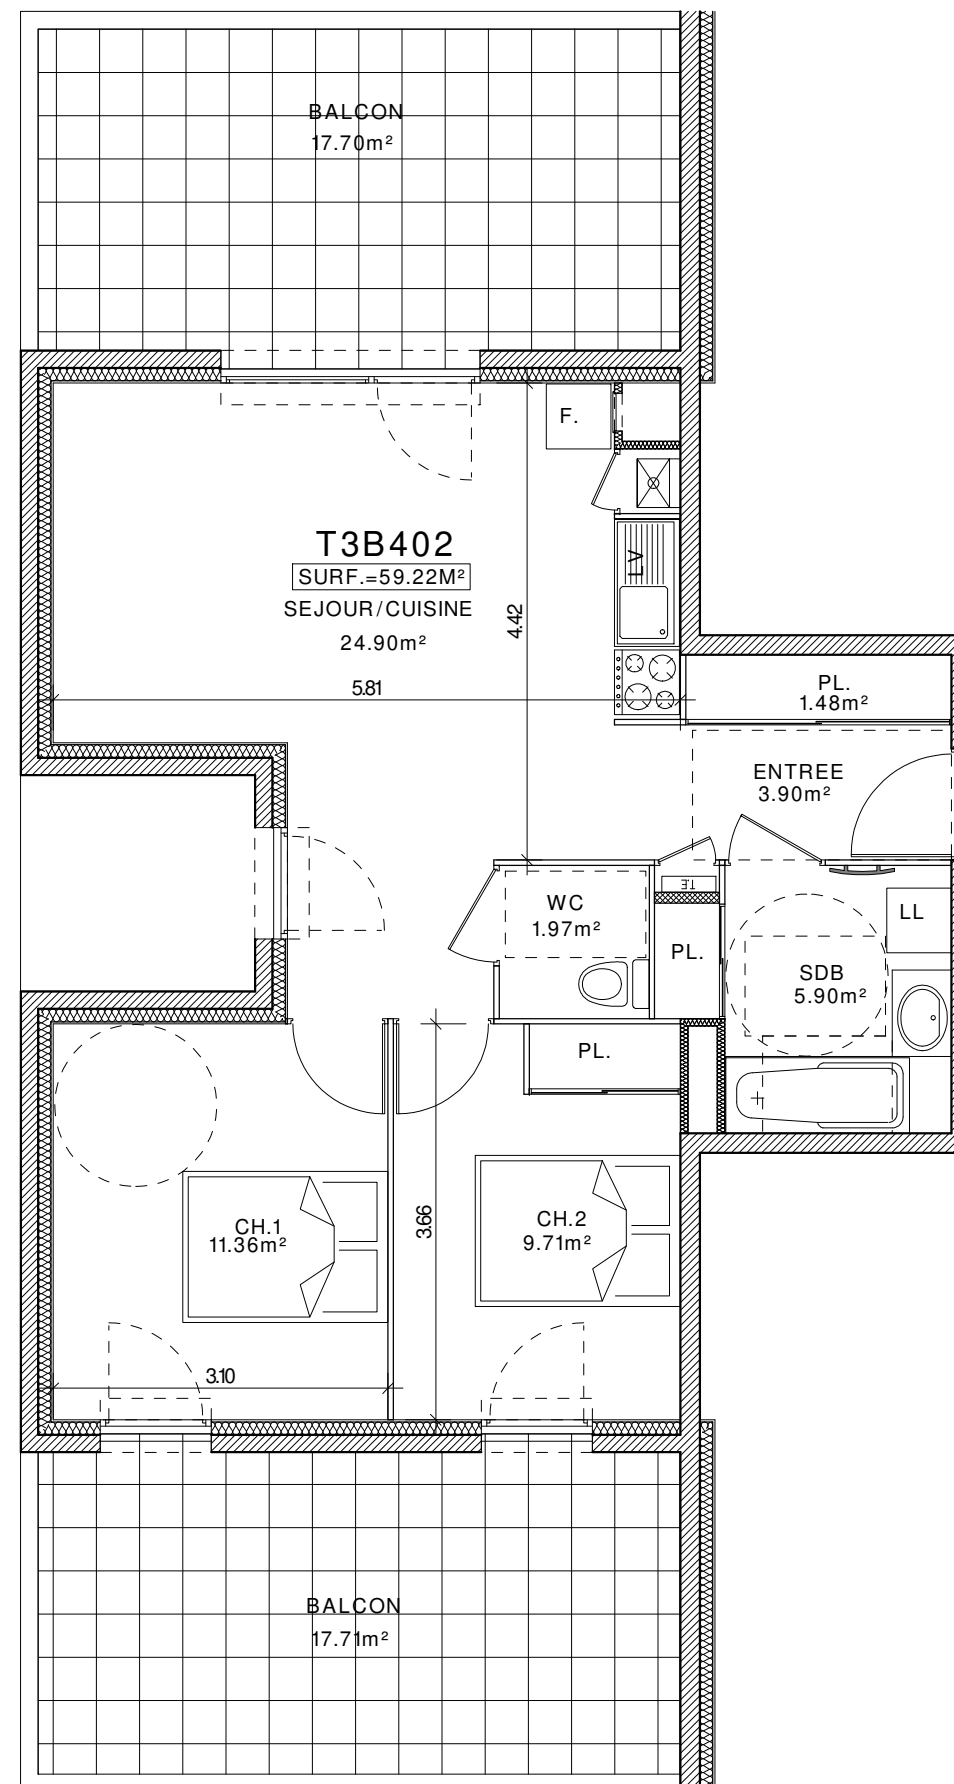 BALCON
17.70m²
F.
T3B402
SURF.=59.22M²
SEJOUR/CUISINE
24.90m²
LV
4.42
5.81
PL.
1.48m²
ENTREE
3.90m²
T.E
WC
1.97m²
PL.
LL
SDB
5.90m²
PL.
CH.1
11.36m²
3.66
CH.2
9.71m²
3.10
BALCON
17.71m²